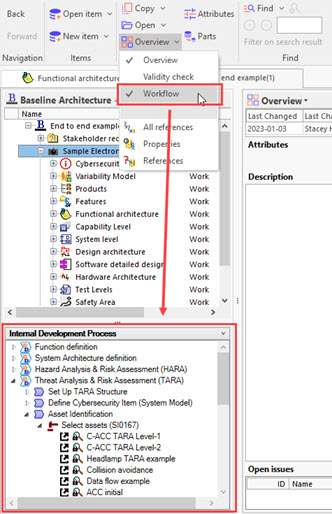 Back
Forward
Navigation
Open item
New item
Items
Copy
Open
Overview
Attributes
Parts
Find
Filter on search result
Find
Overview
Validity check
Workflow
All references
Properties
References
Functional architecture
end example(1)
Baseline Architecture -
Name
End to end example
Stakeholder rec
Sample Electron
Cybersecurity
Variability Model Work
Products Work
Features Work
Functional architecture Work
Capability Level Work
System level Work
Design architecture Work
Software detailed design Work
Hardware Architecture Work
Test Levels Work
Safety Area Work
Internal Development Process
Function definition
System Architecture definition
Hazard Analysis & Risk Assessment (HARA)
Threat Analysis & Risk Assessment (TARA)
Set Up TARA Structure
Define Cybersecurity Item (System Model)
Asset Identification
Select assets (SI0167)
C-ACC TARA Level-1
C-ACC TARA Level-2
Headlamp TARA example
Collision avoidance
Data flow example
ACC initial
Overview
Last Changed Last Changed
2023-01-03 Stacey H
Attributes
Description
Open issues
ID Name